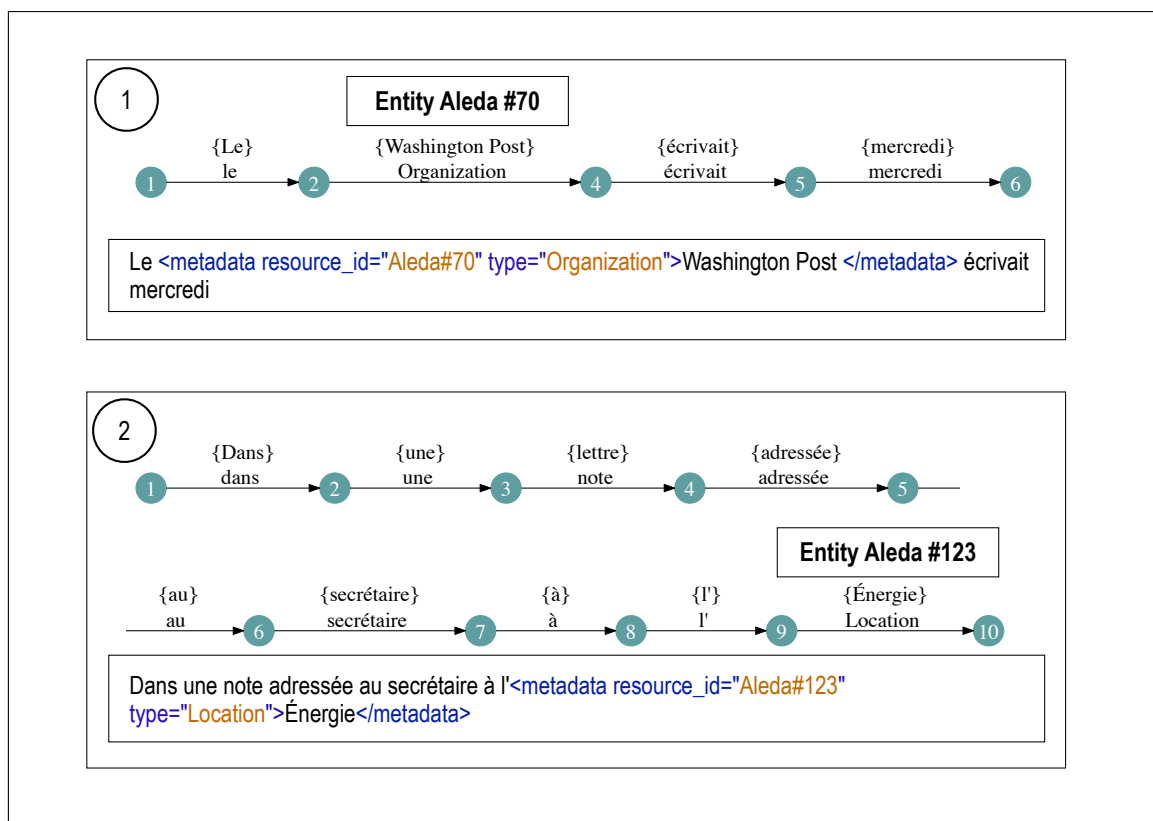 1
Entity Aleda #70
{Le} {Washington Post} {écrivait} {mercredi}
le Organization écrivait mercredi
1 2 4 5 6
Le <metadata resource_id="Aleda#70" type="Organization">Washington Post </metadata> écrivait
mercredi
2
{Dans} {une} {lettre} {adressée}
dans une note adressée
1 2 3 4 5
Entity Aleda #123
{au} {secrétaire} {à} {l'} {Énergie}
au secrétaire à l' Location
6 7 8 9 10
Dans une note adressée au secrétaire à l'<metadata resource_id="Aleda#123"
type="Location">Énergie</metadata>